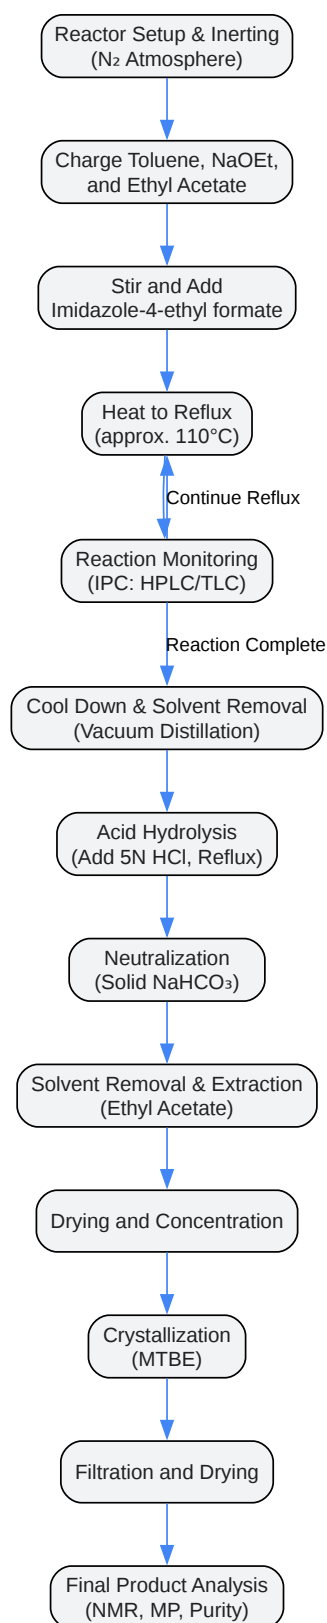 Reactor Setup & Inerting
(N₂ Atmosphere)
Charge Toluene, NaOEt,
and Ethyl Acetate
Stir and Add
Imidazole-4-ethyl formate
Heat to Reflux
(approx. 110°C)
Continue Reflux
Reaction Monitoring
(IPC: HPLC/TLC)
Reaction Complete
Cool Down & Solvent Removal
(Vacuum Distillation)
Acid Hydrolysis
(Add 5N HCl, Reflux)
Neutralization
(Solid NaHCO₃)
Solvent Removal & Extraction
(Ethyl Acetate)
Drying and Concentration
Crystallization
(MTBE)
Filtration and Drying
Final Product Analysis
(NMR, MP, Purity)